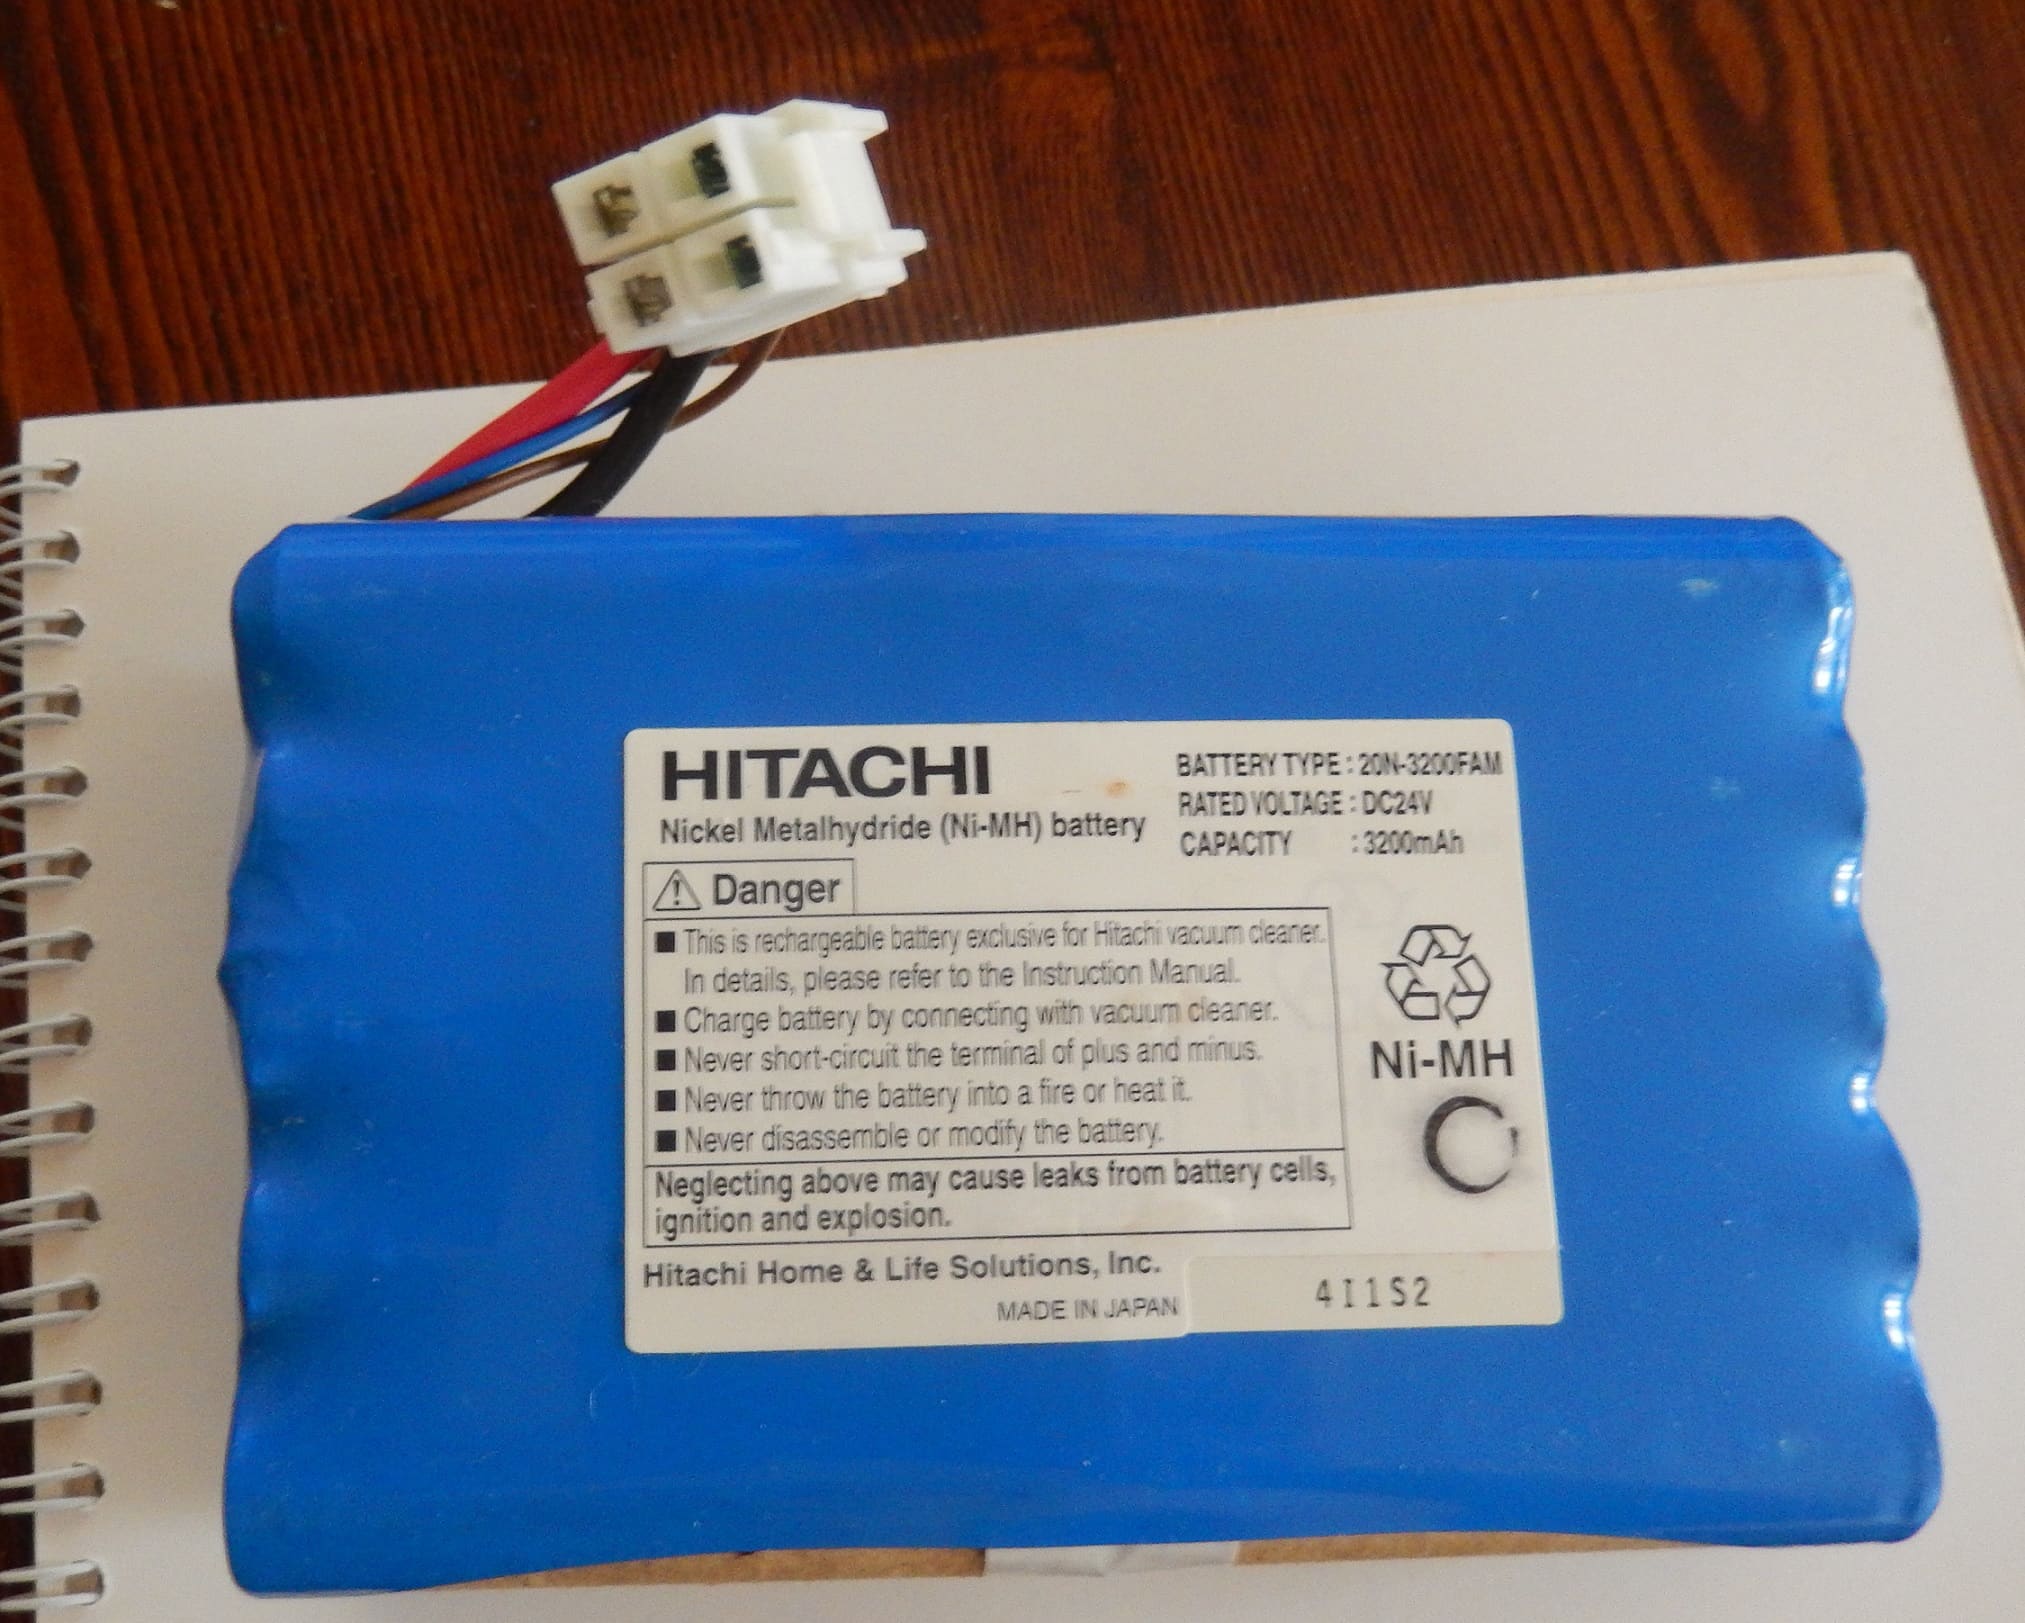 HITACHI
Nickel Metalhydride (Ni-MH) battery
BATTERY TYPE : 20N-3200FAM
RATED VOLTAGE : DC24V
CAPACITY : 3200mAh
Danger
■ This is rechargeable battery exclusive for Hitachi vacuum cleaner.
In details, please refer to the Instruction Manual.
■ Charge battery by connecting with vacuum cleaner.
■ Never short-circuit the terminal of plus and minus.
■ Never throw the battery into a fire or heat it.
■ Never disassemble or modify the battery.
Neglecting above may cause leaks from battery cells,
ignition and explosion.
Ni-MH
Hitachi Home & Life Solutions, Inc.
MADE IN JAPAN
4I1S2